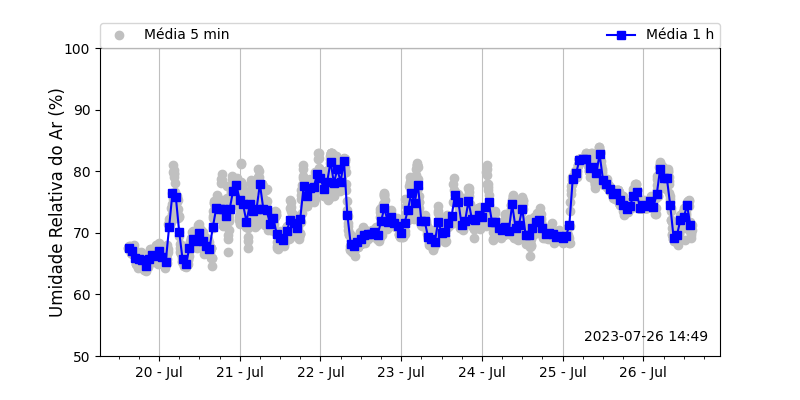 Média 5 min
Média 1 h
100
90
80
70
60
50
Umidade Relativa do Ar (%)
2023-07-26 14:49
20 - Jul
21 - Jul
22 - Jul
23 - Jul
24 - Jul
25 - Jul
26 - Jul